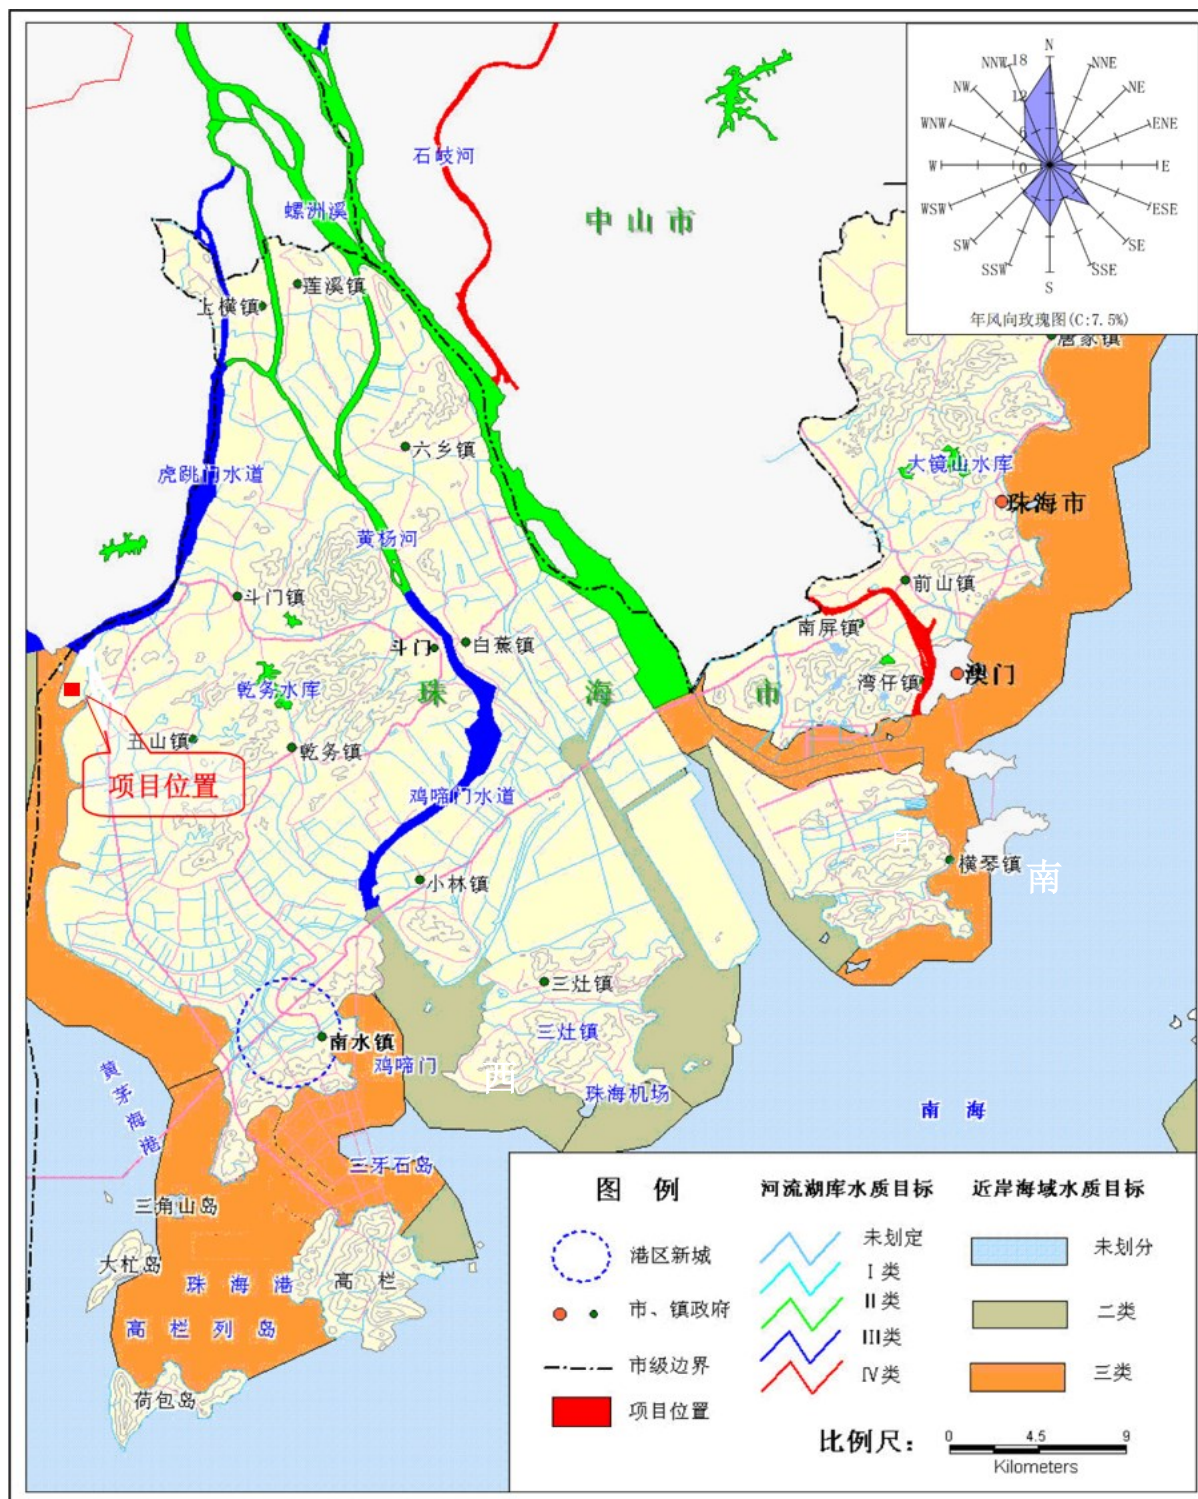 N
NNE
NE
ENE
E
ESE
SE
SSE
S
SSW
SW
WSW
W
WNW
NW
NNW
18
12
6
0
年风向玫瑰图(C:7.5%)
石岐河
螺洲溪
中山市
莲溪镇
上横镇
唐家镇
六乡镇
虎跳门水道
大镜山水库
珠海市
黄杨河
前山镇
斗门镇
南屏镇
斗门
白蕉镇
澳门
湾仔镇
乾务水库
珠海市
五山镇
乾务镇
项目位置
鸡啼门水道
横琴镇
南
小林镇
三灶镇
三灶镇
南水镇
鸡啼门
西
珠海机场
黄茅海港
南海
三牙石岛
三角山岛
大杧岛
珠海港
高栏
高栏列岛
荷包岛
图例
港区新城
市、镇政府
市级边界
项目位置
河流湖库水质目标
未划定
I类
II类
III类
IV类
近岸海域水质目标
未划分
二类
三类
比例尺：
0 4.5 9
Kilometers